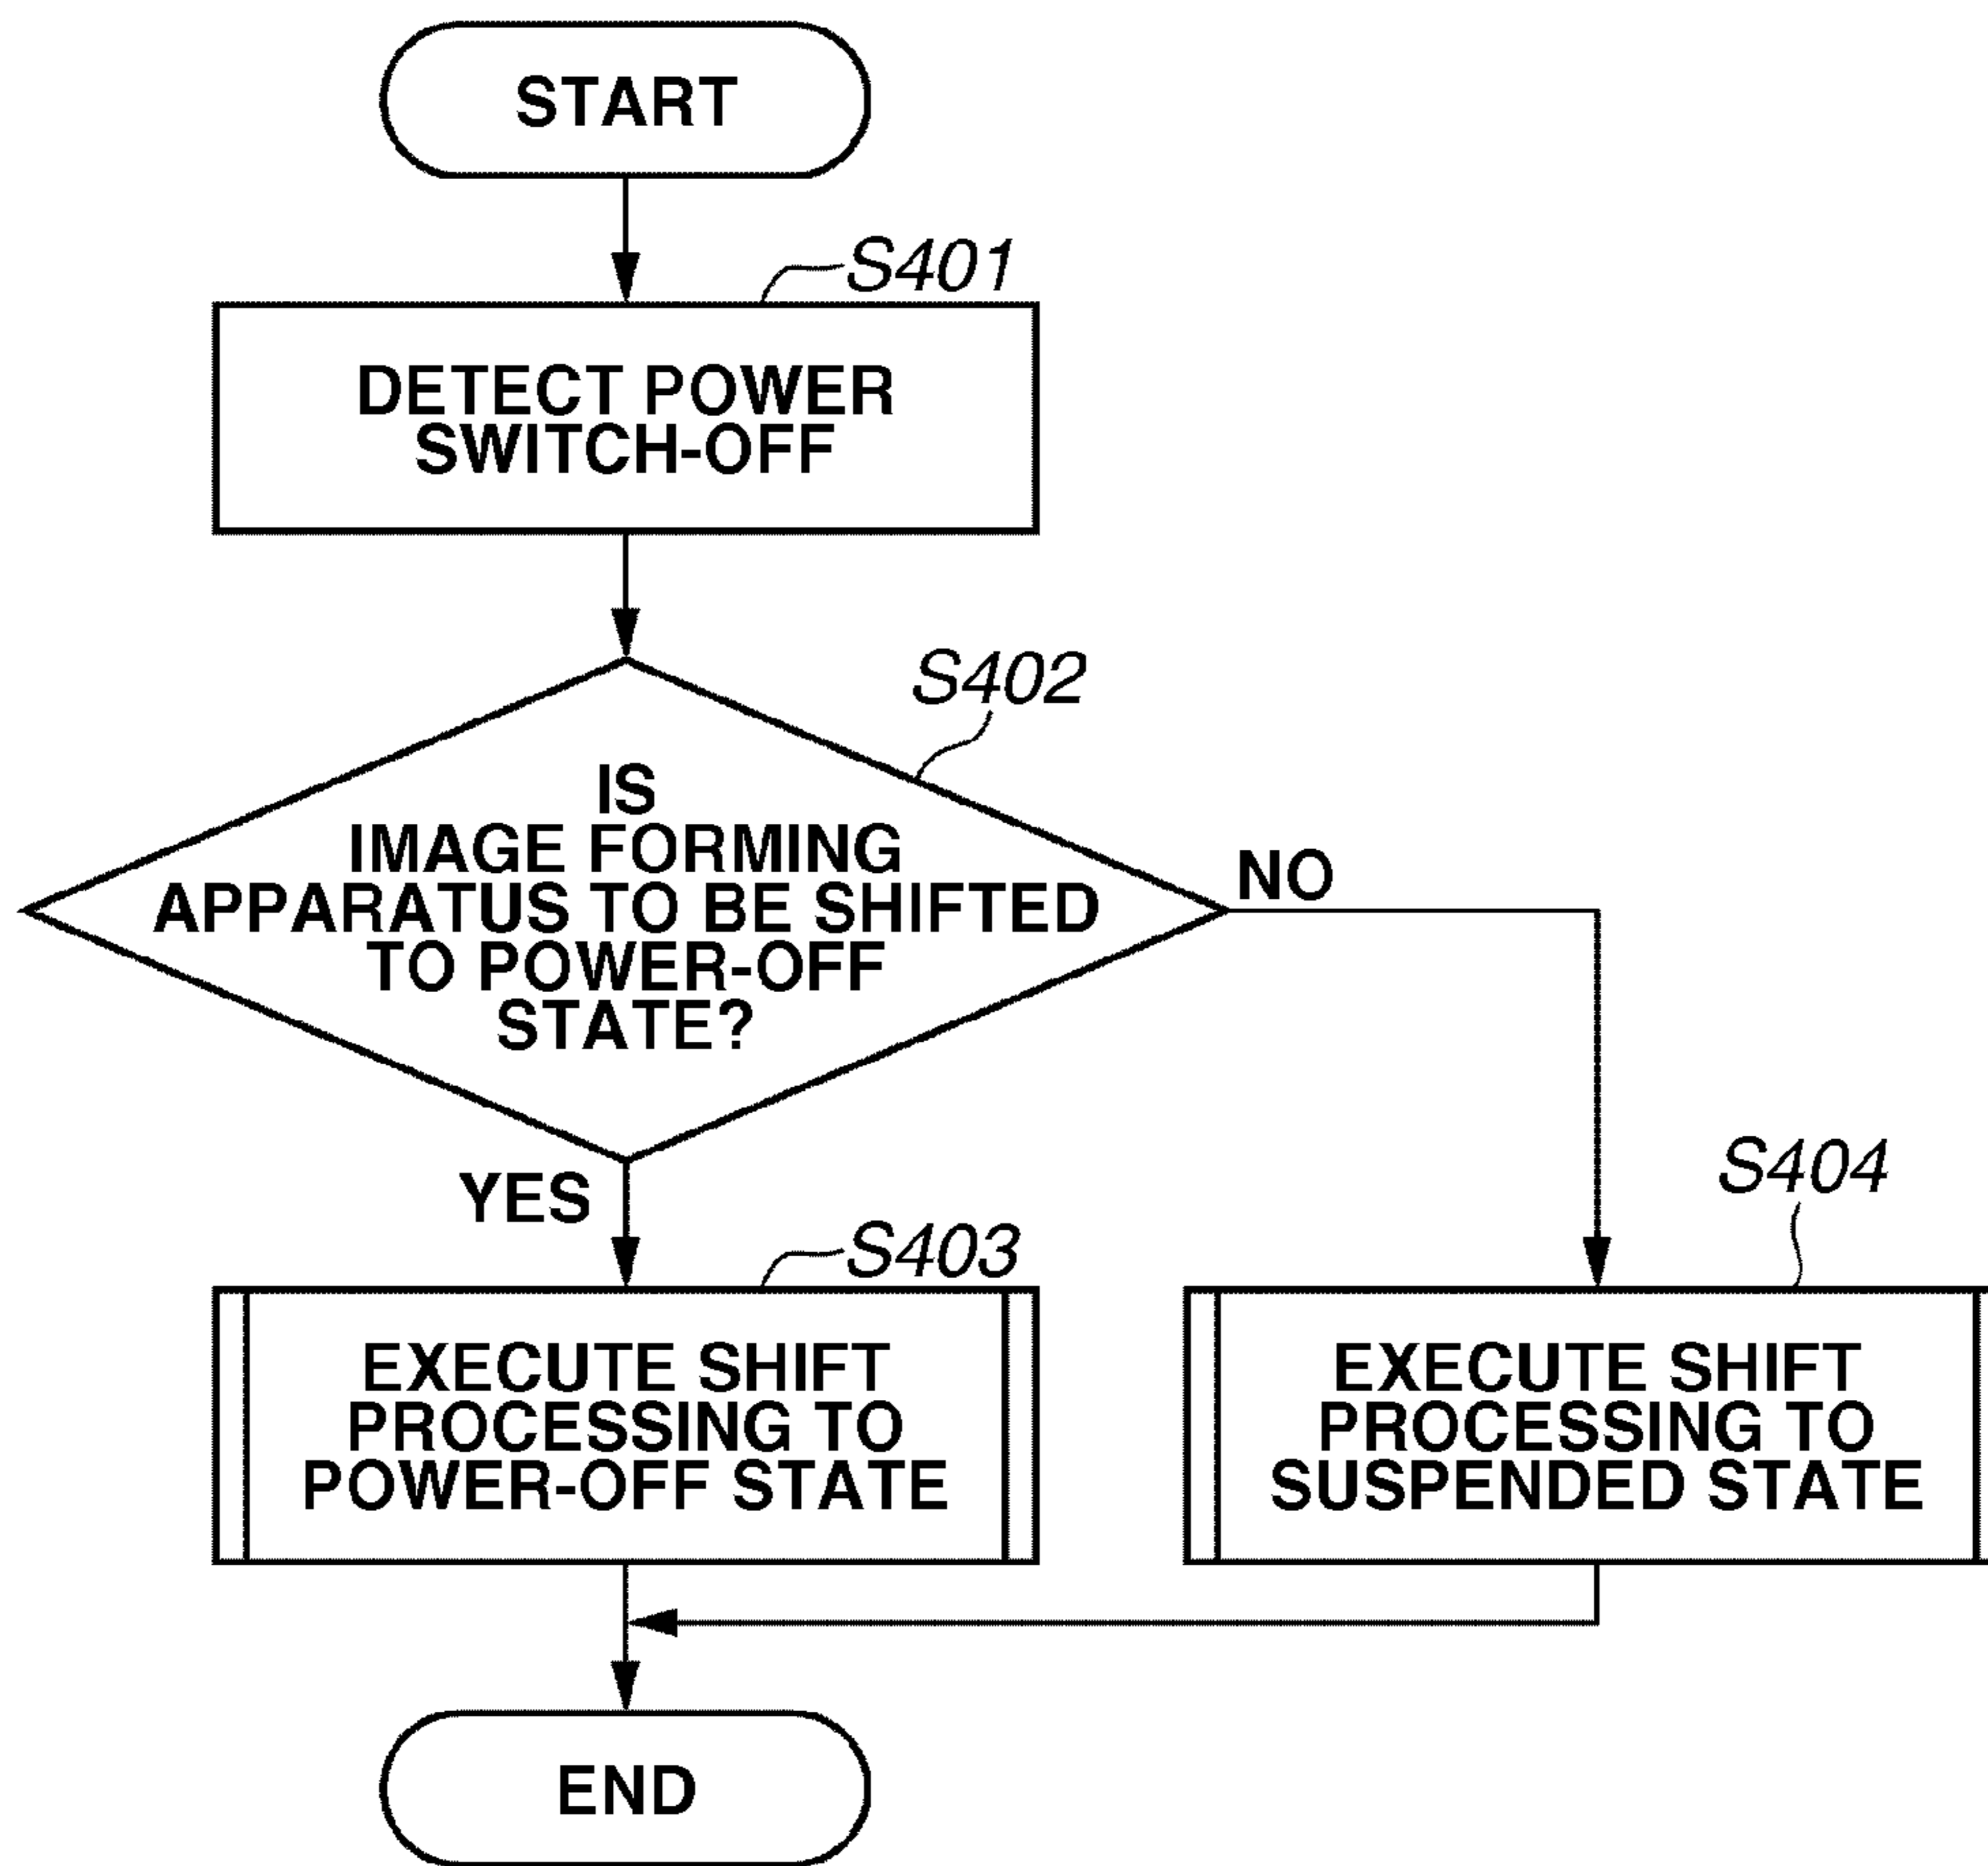 START
S401
DETECT POWER
SWITCH-OFF
S402
IS
IMAGE FORMING
APPARATUS TO BE SHIFTED
TO POWER-OFF
STATE?
NO
YES
S403
EXECUTE SHIFT
PROCESSING TO
POWER-OFF STATE
S404
EXECUTE SHIFT
PROCESSING TO
SUSPENDED STATE
END